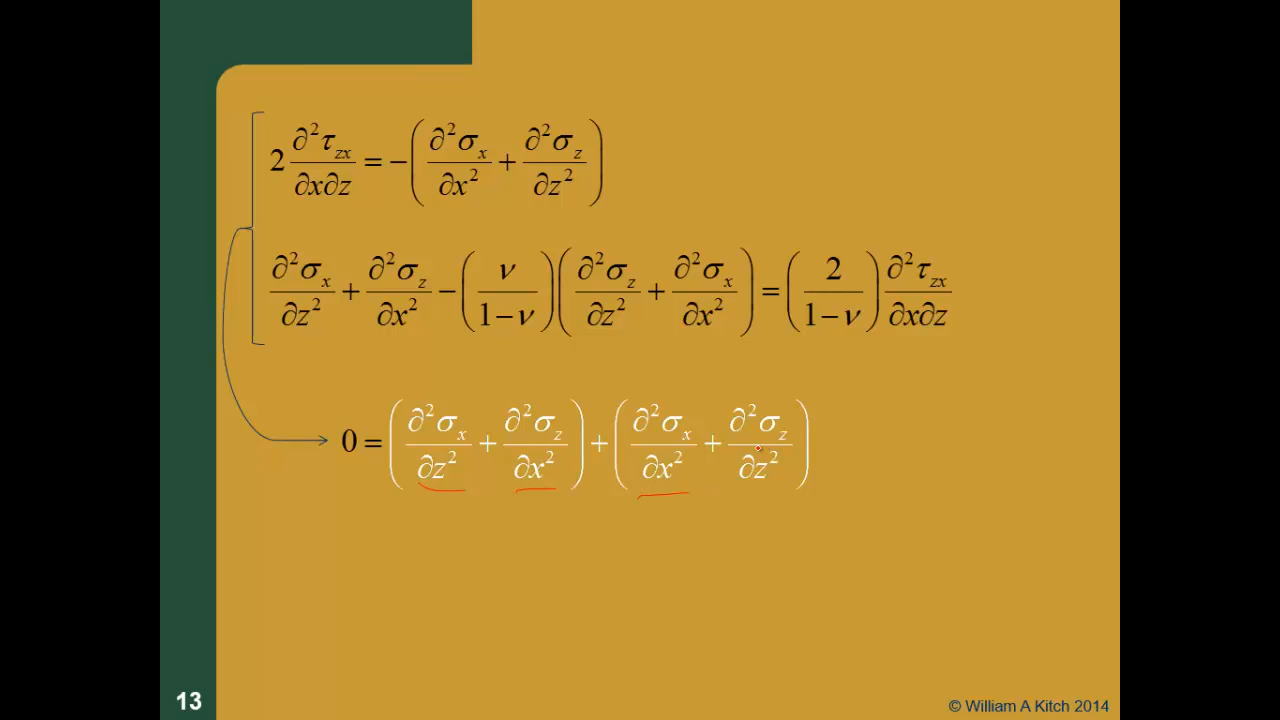 2 ∂²τ_zx/∂x∂z = −(∂²σ_x/∂x² + ∂²σ_z/∂z²)
∂²σ_x/∂z² + ∂²σ_z/∂x² − (ν/(1−ν))(∂²σ_z/∂z² + ∂²σ_x/∂x²) = (2/(1−ν)) ∂²τ_zx/∂x∂z
0 = (∂²σ_x/∂z² + ∂²σ_z/∂x²) + (∂²σ_x/∂x² + ∂²σ_z/∂z²)
13
© William A Kitch 2014